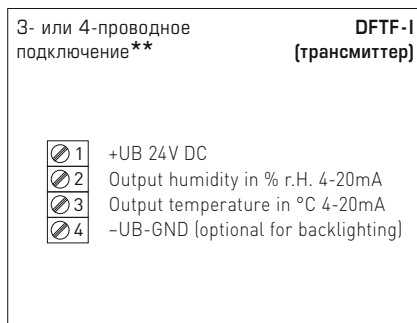 3- или 4-проводное DFTF-I
подключение** (трансмиттер)
1 +UB 24V DC
2 Output humidity in % r.H. 4-20mA
3 Output temperature in °C 4-20mA
4 –UB-GND (optional for backlighting)